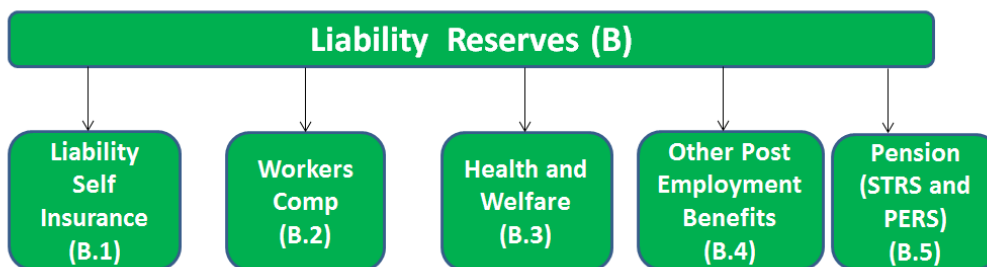 Liability Reserves (B)
Liability
Self
Insurance
(B.1)
Workers
Comp
(B.2)
Health and
Welfare
(B.3)
Other Post
Employment
Benefits
(B.4)
Pension
(STRS and
PERS)
(B.5)